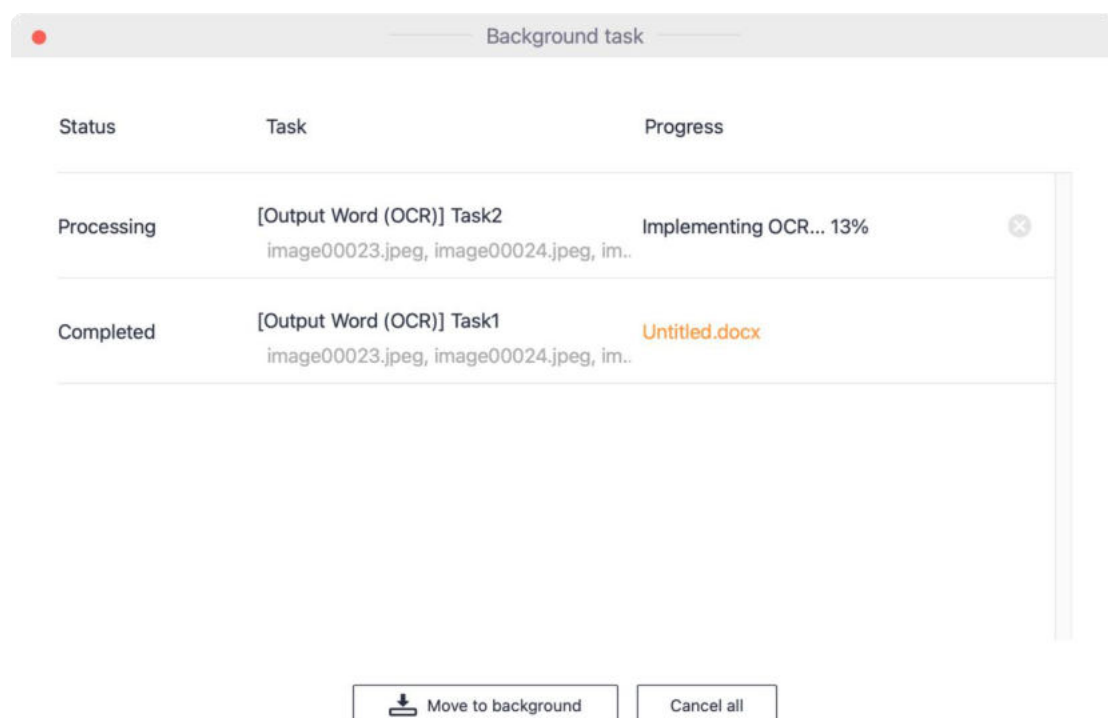 Background task
Status Task Progress
Processing [Output Word (OCR)] Task2 Implementing OCR... 13%
image00023.jpeg, image00024.jpeg, im..
Completed [Output Word (OCR)] Task1 Untitled.docx
image00023.jpeg, image00024.jpeg, im..
Move to background Cancel all